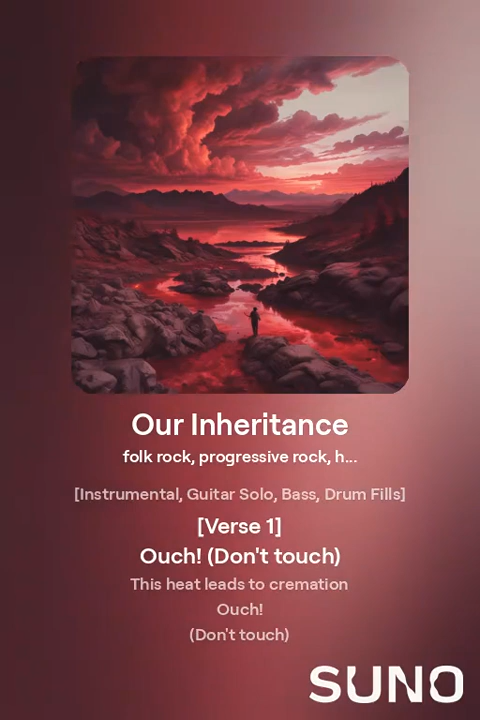 Our Inheritance
folk rock, progressive rock, h...
[Instrumental, Guitar Solo, Bass, Drum Fills]
[Verse 1]
Ouch! (Don't touch)
This heat leads to cremation
Ouch!
(Don't touch)
SUNO